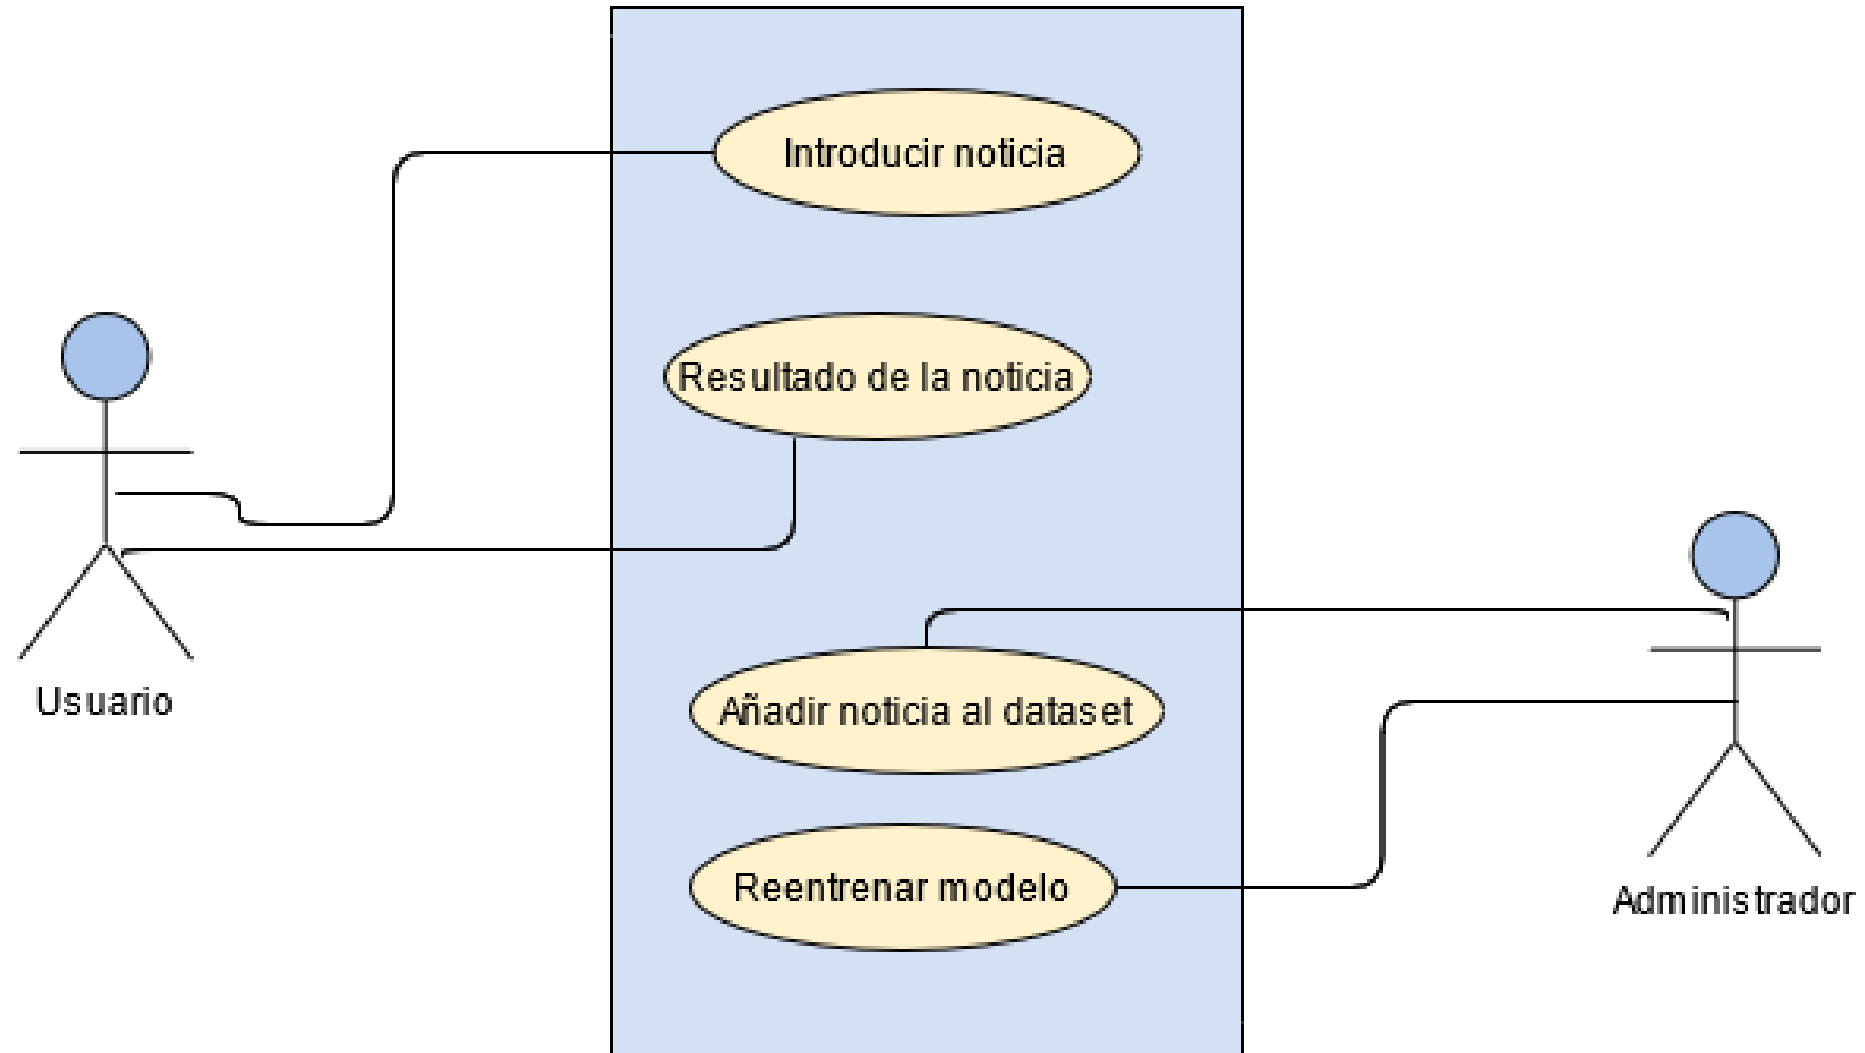 Introducir noticia
Resultado de la noticia
Usuario
Añadir noticia al dataset
Reentrenar modelo
Administrador